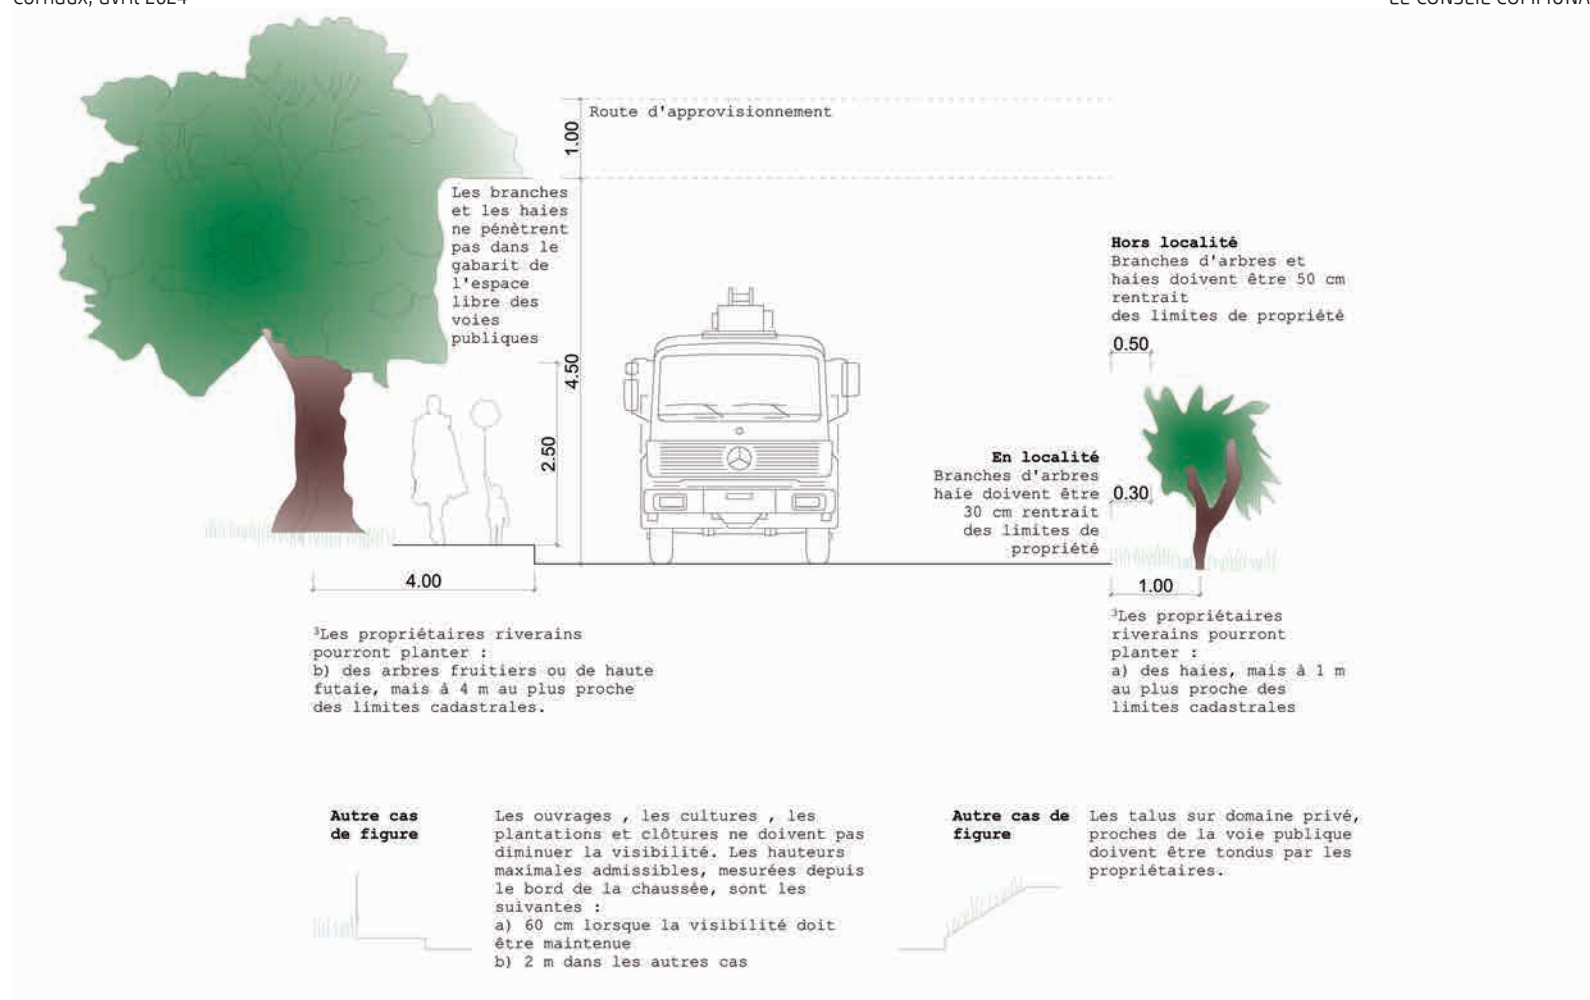 Cornaux, avril 2024
LE CONSEIL COMMUNA
Route d'approvisionnement
1.00
Les branches
et les haies
ne pénètrent
pas dans le
gabarit de
l'espace
libre des
voies
publiques
4.50
2.50
Hors localité
Branches d'arbres et
haies doivent être 50 cm
rentrait
des limites de propriété
0.50
En localité
Branches d'arbres
haie doivent être
30 cm rentrait
des limites de
propriété
0.30
4.00
1.00
³Les propriétaires riverains
pourront planter :
b) des arbres fruitiers ou de haute
futaie, mais à 4 m au plus proche
des limites cadastrales.
³Les propriétaires
riverains pourront
planter :
a) des haies, mais à 1 m
au plus proche des
limites cadastrales
Autre cas
de figure
Les ouvrages , les cultures , les
plantations et clôtures ne doivent pas
diminuer la visibilité. Les hauteurs
maximales admissibles, mesurées depuis
le bord de la chaussée, sont les
suivantes :
a) 60 cm lorsque la visibilité doit
être maintenue
b) 2 m dans les autres cas
Autre cas de
figure
Les talus sur domaine privé,
proches de la voie publique
doivent être tondus par les
propriétaires.